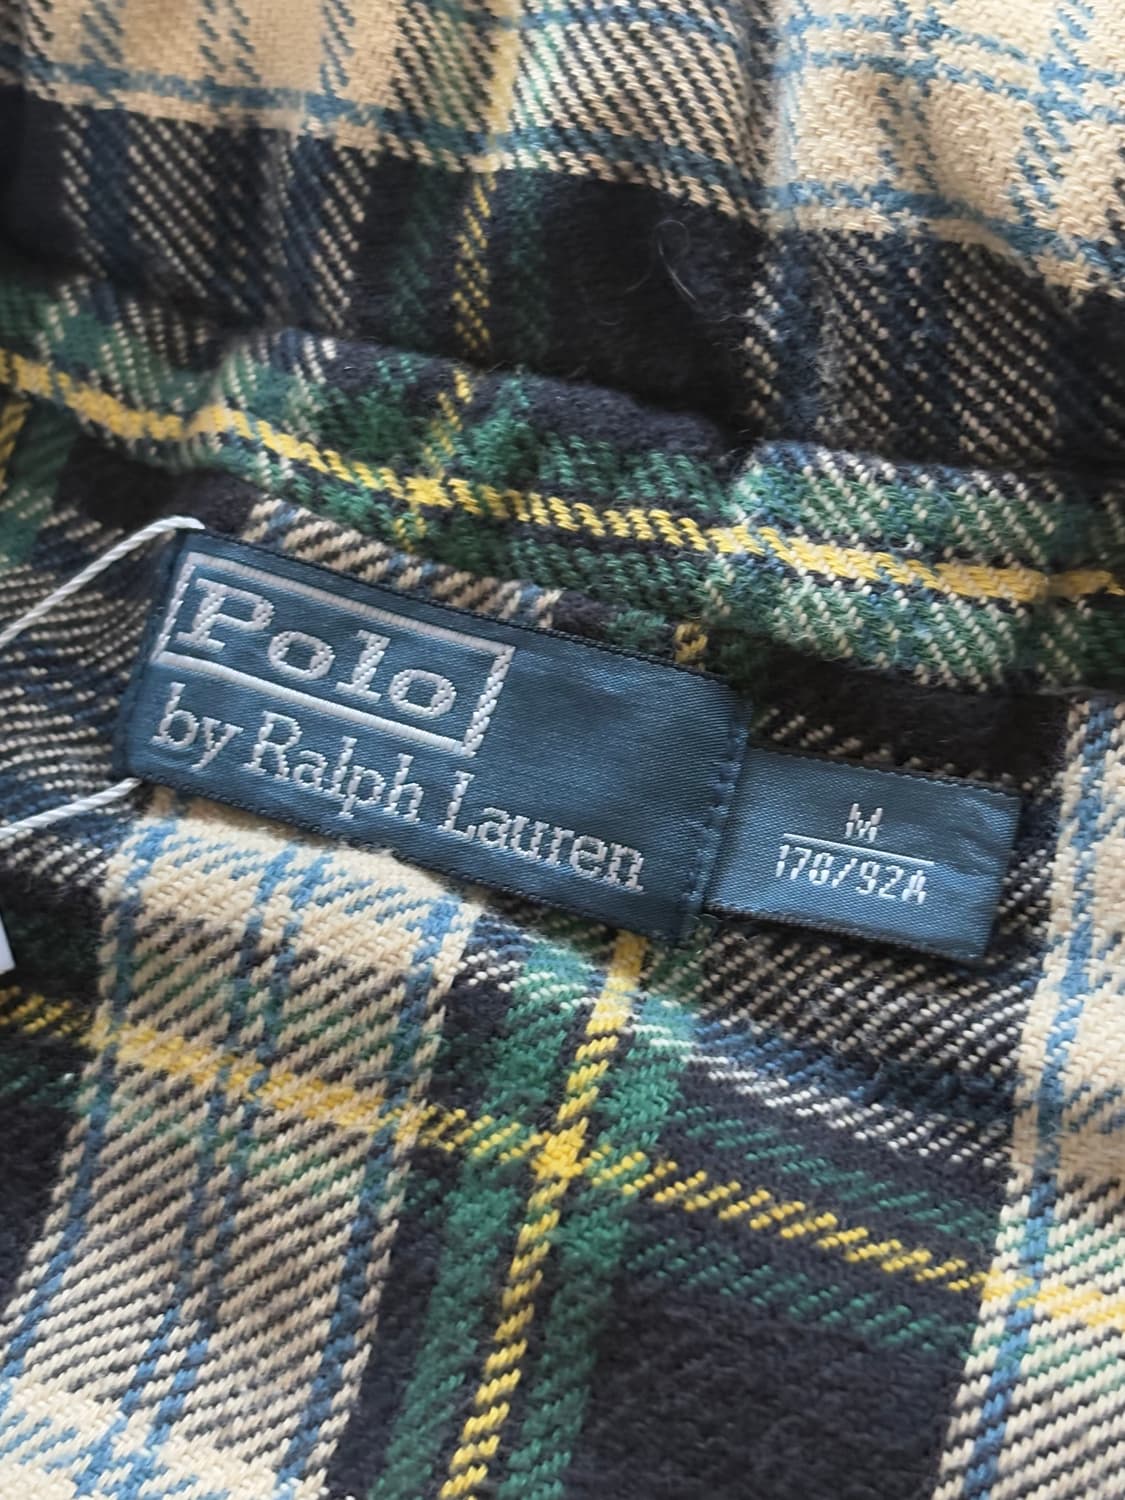 Polo
by Ralph Lauren
M
170/92A